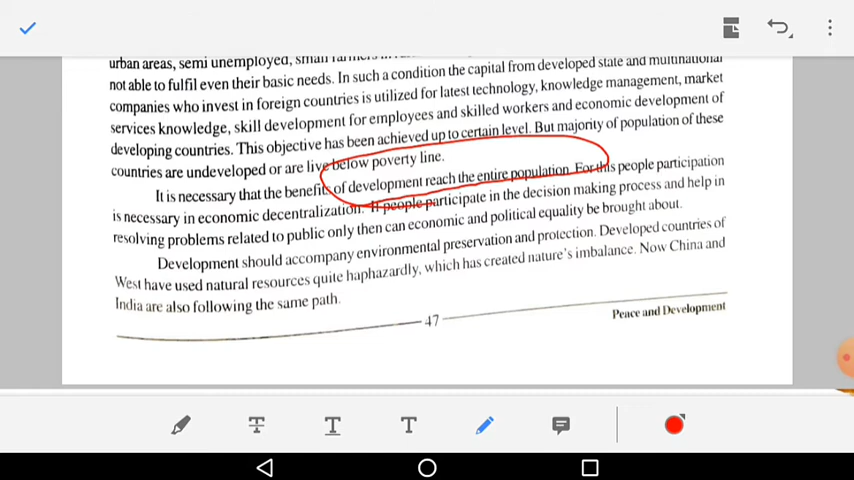 urban areas, semi unemployed, small farmers
not able to fulfil even their basic needs. In such a condition the capital from developed state and multinational
companies who invest in foreign countries is utilized for latest technology, knowledge management, market
services knowledge, skill development for employees and skilled workers and economic development of
developing countries. This objective has been achieved up to certain level. But majority of population of these
countries are undeveloped or are live below poverty line.
It is necessary that the benefits of development reach the entire population. For this people participation
is necessary in economic decentralization. If people participate in the decision making process and help in
resolving problems related to public only then can economic and political equality be brought about.
Development should accompany environmental preservation and protection. Developed countries of
West have used natural resources quite haphazardly, which has created nature's imbalance. Now China and
India are also following the same path.
47
Peace and Development
T
T
T